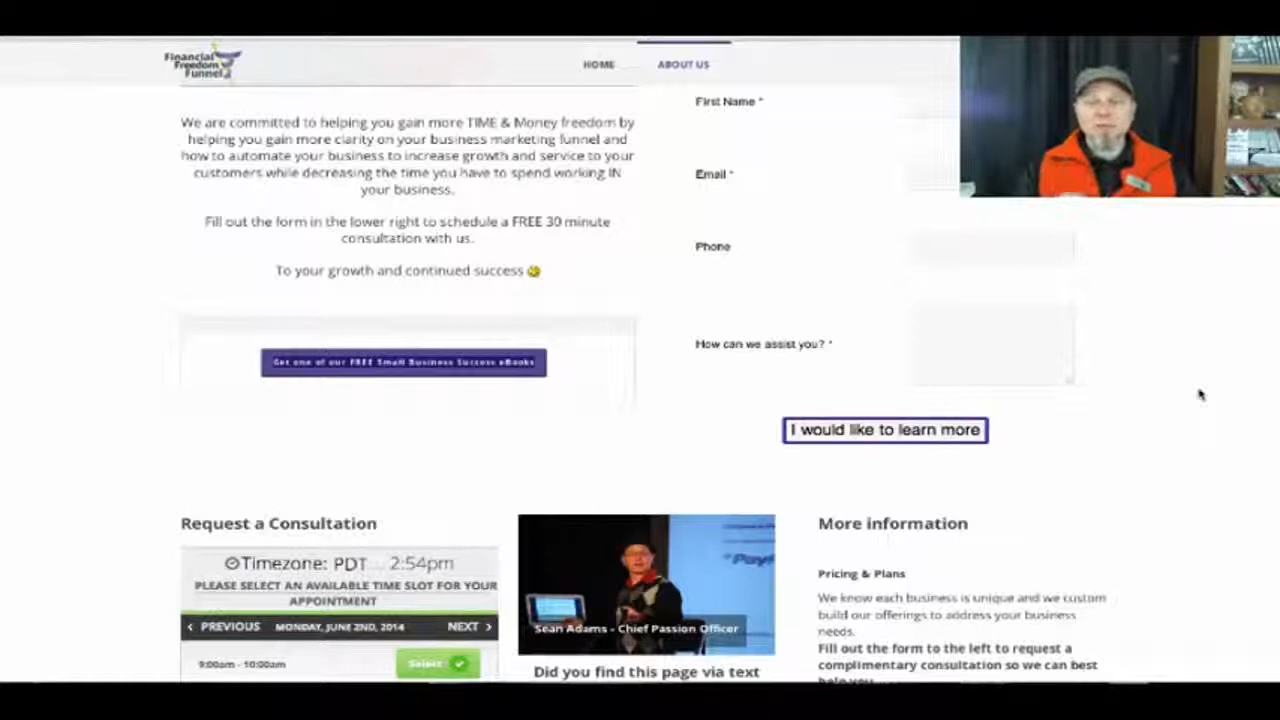 Financial
Freedom
Funnel
HOME
ABOUT US
We are committed to helping you gain more TIME & Money freedom by
helping you gain more clarity on your business marketing funnel and
how to automate your business to increase growth and service to your
customers while decreasing the time you have to spend working IN
your business.
Fill out the form in the lower right to schedule a FREE 30 minute
consultation with us.
To your growth and continued success
Get one of our FREE Small Business Success eBooks
First Name *
Email *
Phone
How can we assist you? *
I would like to learn more
Request a Consultation
Timezone: PDT 2:54pm
PLEASE SELECT AN AVAILABLE TIME SLOT FOR YOUR
APPOINTMENT
PREVIOUS MONDAY, JUNE 2ND, 2014 NEXT
9:00am - 10:00am
Select
Sean Adams - Chief Passion Officer
Did you find this page via text
More information
Pricing & Plans
We know each business is unique and we custom
build our offerings to address your business
needs.
Fill out the form to the left to request a
complimentary consultation so we can best
help you